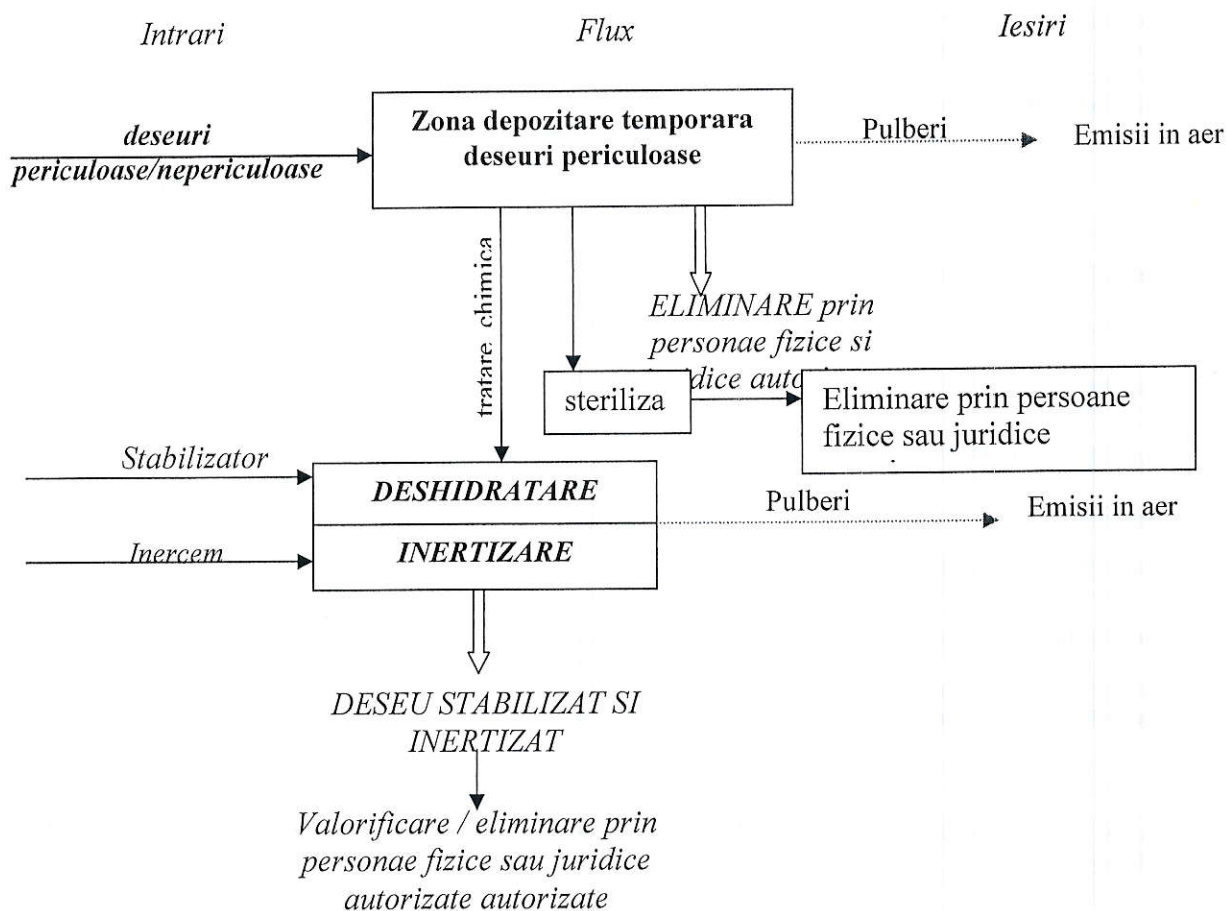 Intrari
Flux
Iesiri
Zona depozitare temporara
deseuri periculoase
deseuri
periculoase/nepericuloase
Pulberi
Emisii in aer
tratare chimica
ELIMINARE prin
personae fizice si
steriliza
Eliminare prin persoane
fizice sau juridice
Stabilizator
DESHIDRATARE
Pulberi
Emisii in aer
Inercem
INERTIZARE
DESEU STABILIZAT SI
INERTIZAT
Valorificare / eliminare prin
personae fizice sau juridice
autorizate autorizate